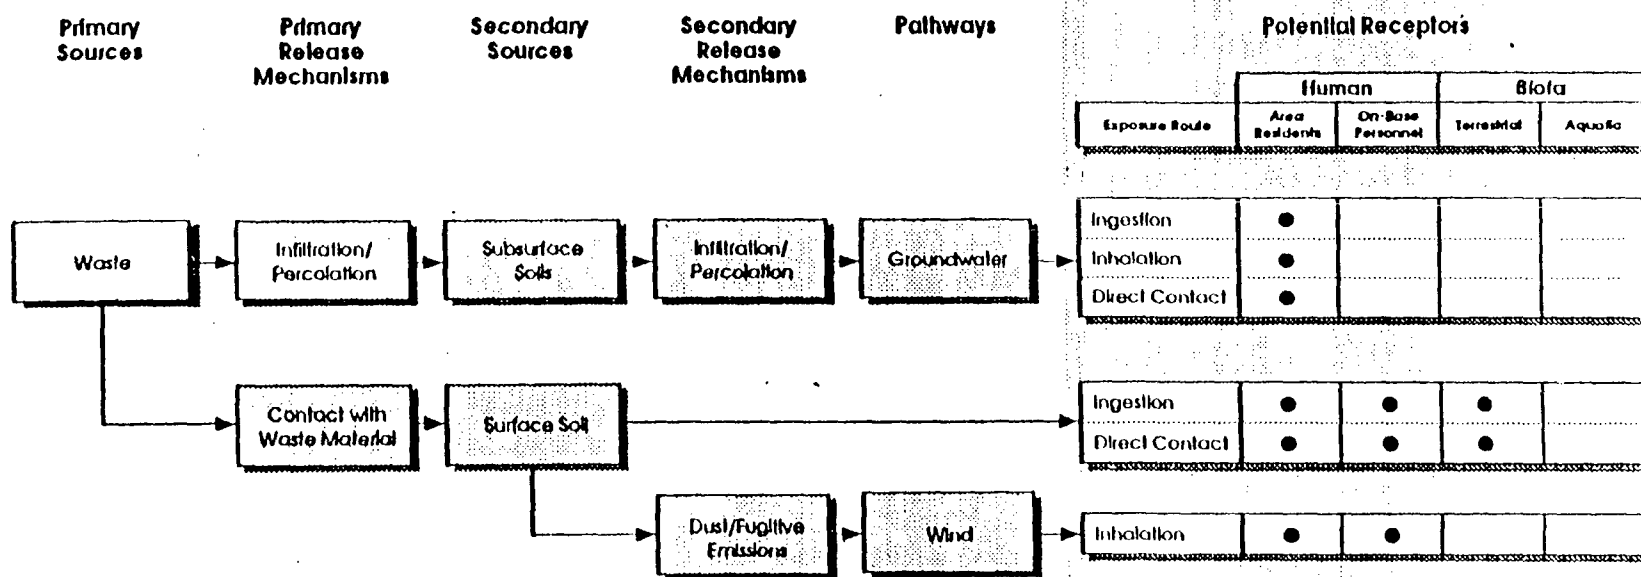 Primary
Sources
Primary
Release
Mechanisms
Secondary
Sources
Secondary
Release
Mechanisms
Pathways
Potential Receptors
Human
Biota
Exposure Route
Area
Residents
On-Base
Personnel
Terrestrial
Aquatic
Waste
Infiltration/
Percolation
Subsurface
Soils
Infiltration/
Percolation
Groundwater
Ingestion
Inhalation
Direct Contact
Contact with
Waste Material
Surface Soil
Ingestion
Direct Contact
Dust/Fugitive
Emissions
Wind
Inhalation